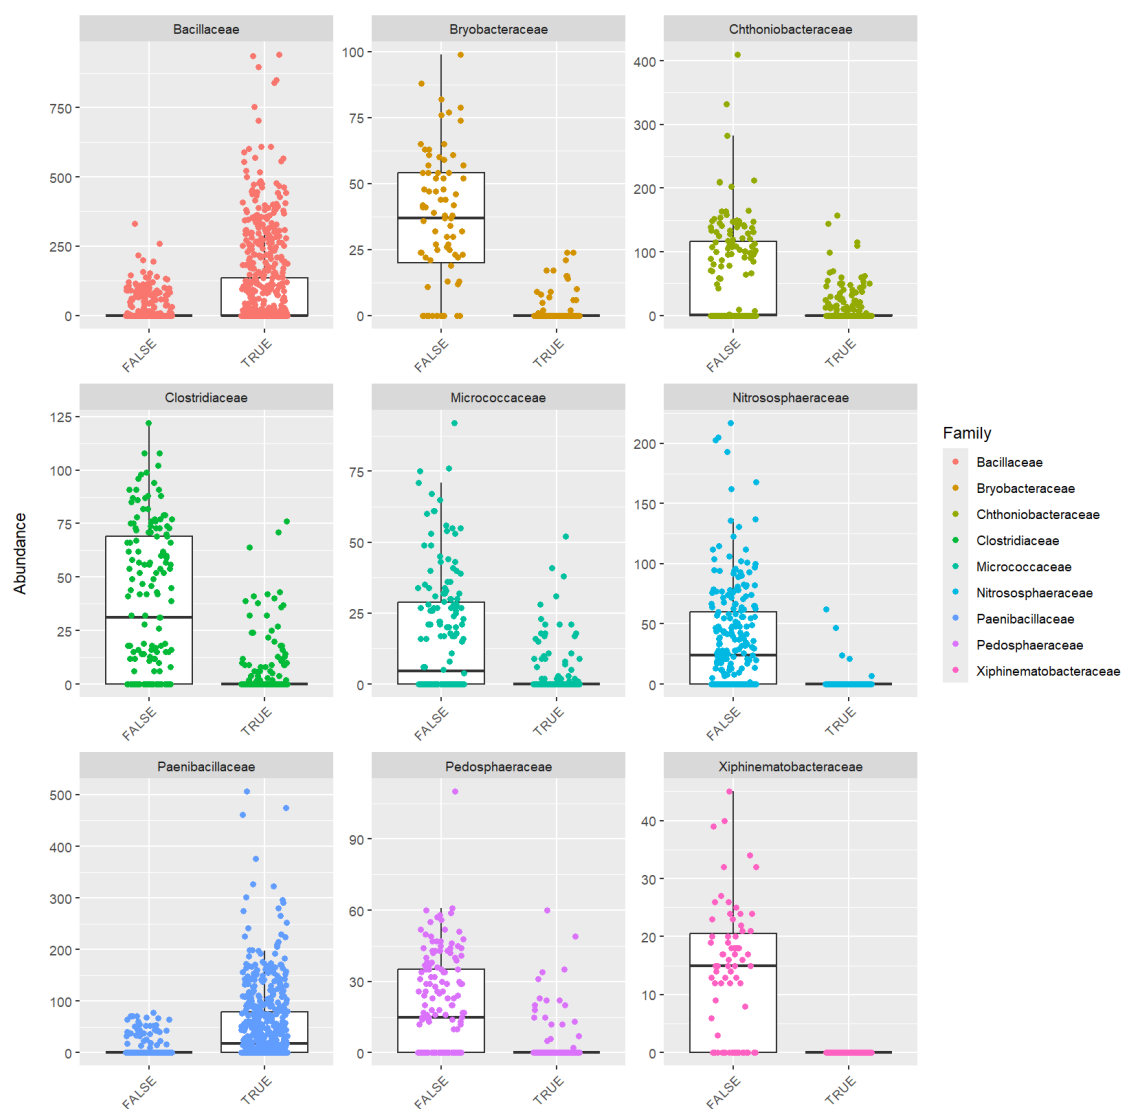 Bacillaceae
Bryobacteraceae
Chthoniobacteraceae
750
500
250
0
100
75
50
25
0
400
300
200
100
0
FALSE
TRUE
FALSE
TRUE
FALSE
TRUE
Clostridiaceae
Micrococcaceae
Nitrososphaeraceae
Abundance
125
100
75
50
25
0
75
50
25
0
200
150
100
50
0
FALSE
TRUE
FALSE
TRUE
FALSE
TRUE
Paenibacillaceae
Pedosphaeraceae
Xiphinematobacteraceae
500
400
300
200
100
0
90
60
30
0
40
30
20
10
0
FALSE
TRUE
FALSE
TRUE
FALSE
TRUE
Family
Bacillaceae
Bryobacteraceae
Chthoniobacteraceae
Clostridiaceae
Micrococcaceae
Nitrososphaeraceae
Paenibacillaceae
Pedosphaeraceae
Xiphinematobacteraceae